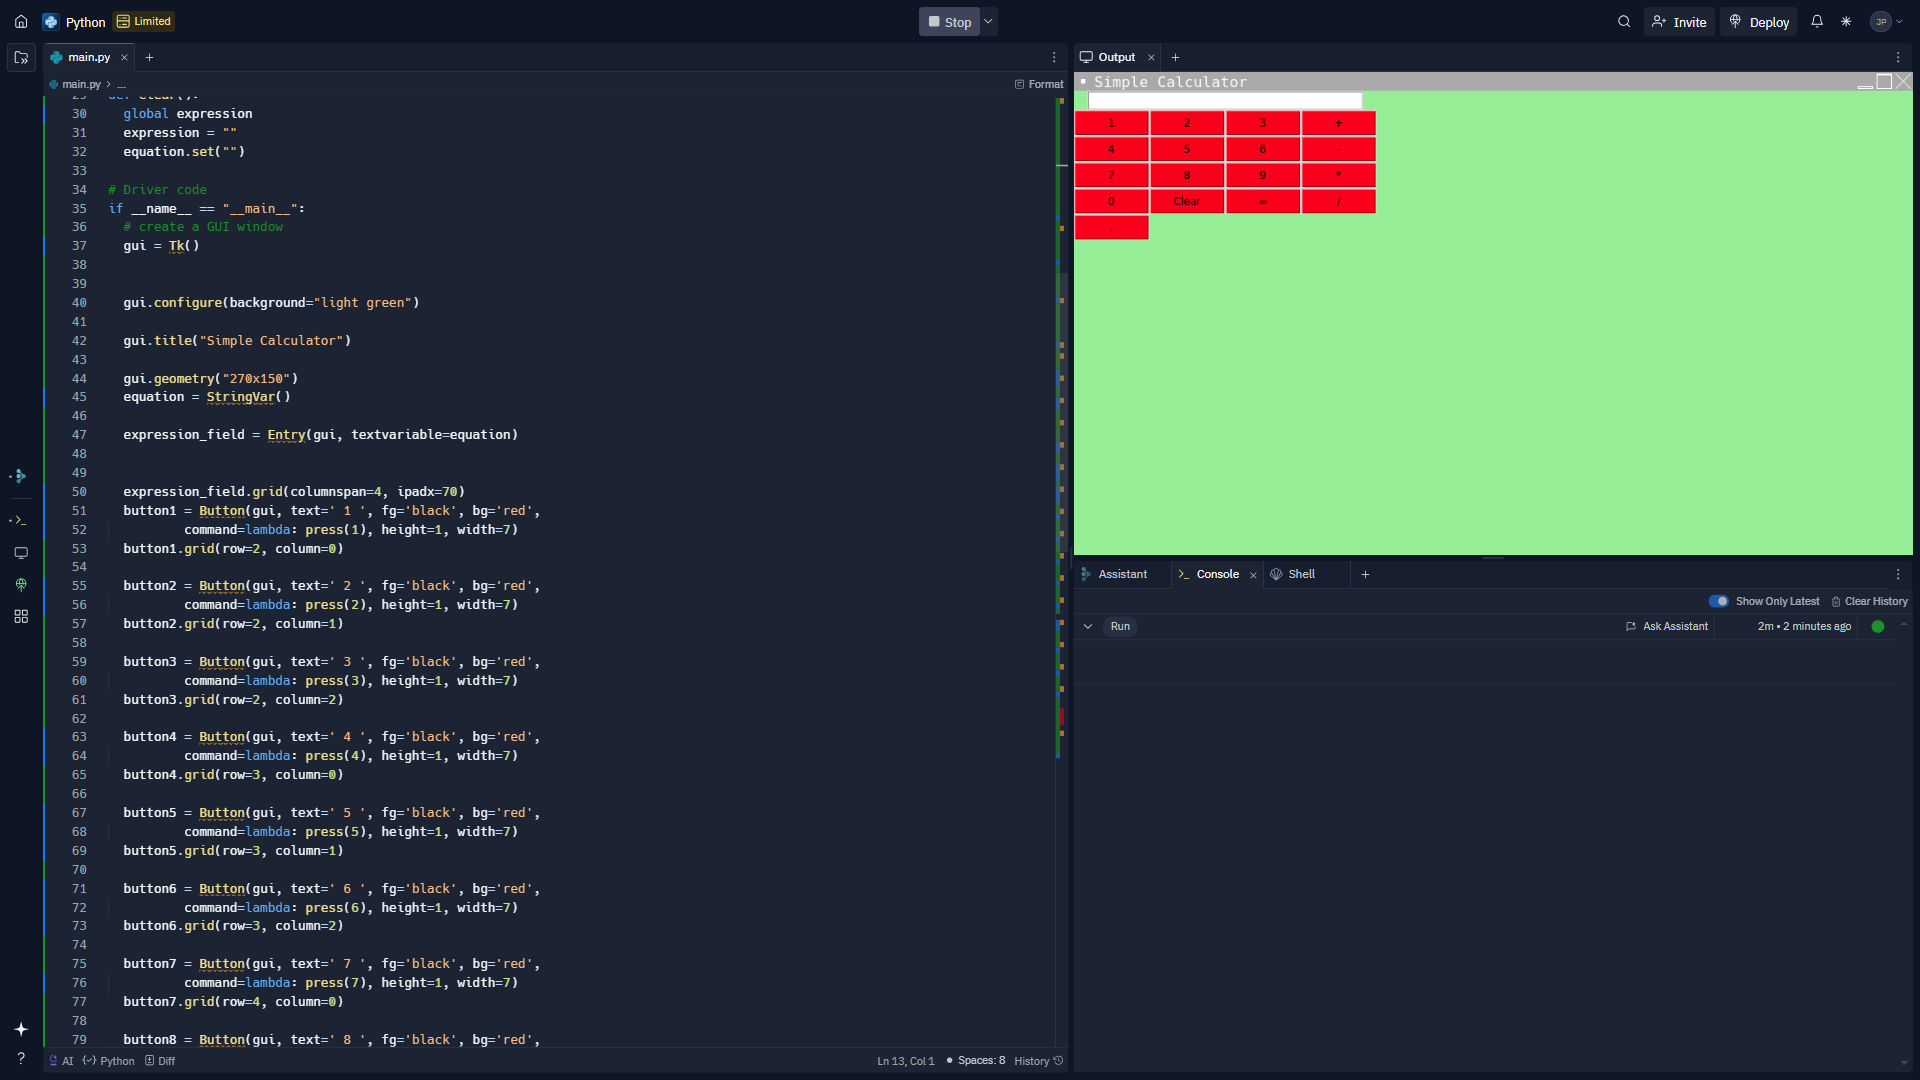 Python
Limited
Stop
Invite
Deploy
JP
main.py
main.py > ...
Format
29 def clear():
30 global expression
31 expression = ""
32 equation.set("")
33
34 # Driver code
35 if __name__ == "__main__":
36 # create a GUI window
37 gui = Tk()
38
39
40 gui.configure(background="light green")
41
42 gui.title("Simple Calculator")
43
44 gui.geometry("270x150")
45 equation = StringVar()
46
47 expression_field = Entry(gui, textvariable=equation)
48
49
50 expression_field.grid(columnspan=4, ipadx=70)
51 button1 = Button(gui, text=' 1 ', fg='black', bg='red',
52 command=lambda: press(1), height=1, width=7)
53 button1.grid(row=2, column=0)
54
55 button2 = Button(gui, text=' 2 ', fg='black', bg='red',
56 command=lambda: press(2), height=1, width=7)
57 button2.grid(row=2, column=1)
58
59 button3 = Button(gui, text=' 3 ', fg='black', bg='red',
60 command=lambda: press(3), height=1, width=7)
61 button3.grid(row=2, column=2)
62
63 button4 = Button(gui, text=' 4 ', fg='black', bg='red',
64 command=lambda: press(4), height=1, width=7)
65 button4.grid(row=3, column=0)
66
67 button5 = Button(gui, text=' 5 ', fg='black', bg='red',
68 command=lambda: press(5), height=1, width=7)
69 button5.grid(row=3, column=1)
70
71 button6 = Button(gui, text=' 6 ', fg='black', bg='red',
72 command=lambda: press(6), height=1, width=7)
73 button6.grid(row=3, column=2)
74
75 button7 = Button(gui, text=' 7 ', fg='black', bg='red',
76 command=lambda: press(7), height=1, width=7)
77 button7.grid(row=4, column=0)
78
79 button8 = Button(gui, text=' 8 ', fg='black', bg='red',
AI Python Diff
Ln 13, Col 1 • Spaces: 8 History
Output
Simple Calculator
1 2 3 +
4 5 6 -
7 8 9 *
0 Clear = /
.
Assistant
Console
Shell
Show Only Latest
Clear History
Run
Ask Assistant
2m • 2 minutes ago